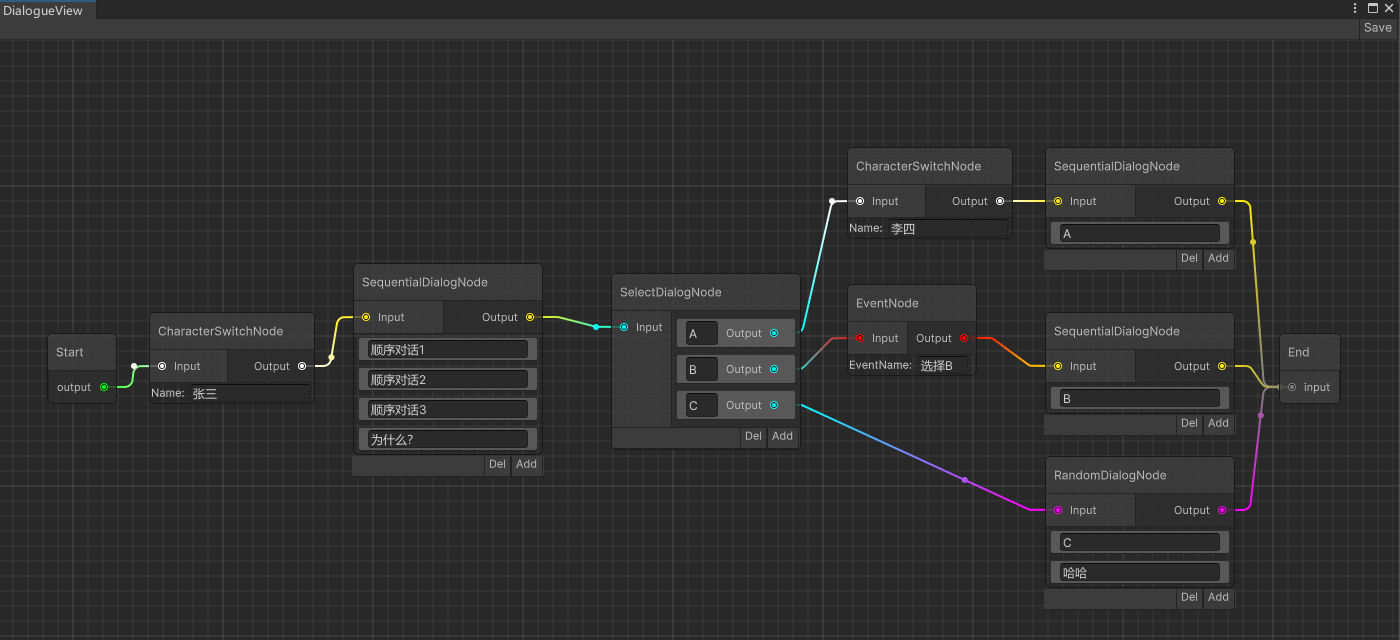 DialogueView
Save
Start
output
CharacterSwitchNode
Input Output
Name: 张三
SequentialDialogNode
Input Output
顺序对话1
顺序对话2
顺序对话3
为什么?
Del Add
SelectDialogNode
Input
A Output
B Output
C Output
Del Add
CharacterSwitchNode
Input Output
Name: 李四
SequentialDialogNode
Input Output
A
Del Add
EventNode
Input Output
EventName: 选择B
SequentialDialogNode
Input Output
B
Del Add
RandomDialogNode
Input Output
C
哈哈
Del Add
End
input